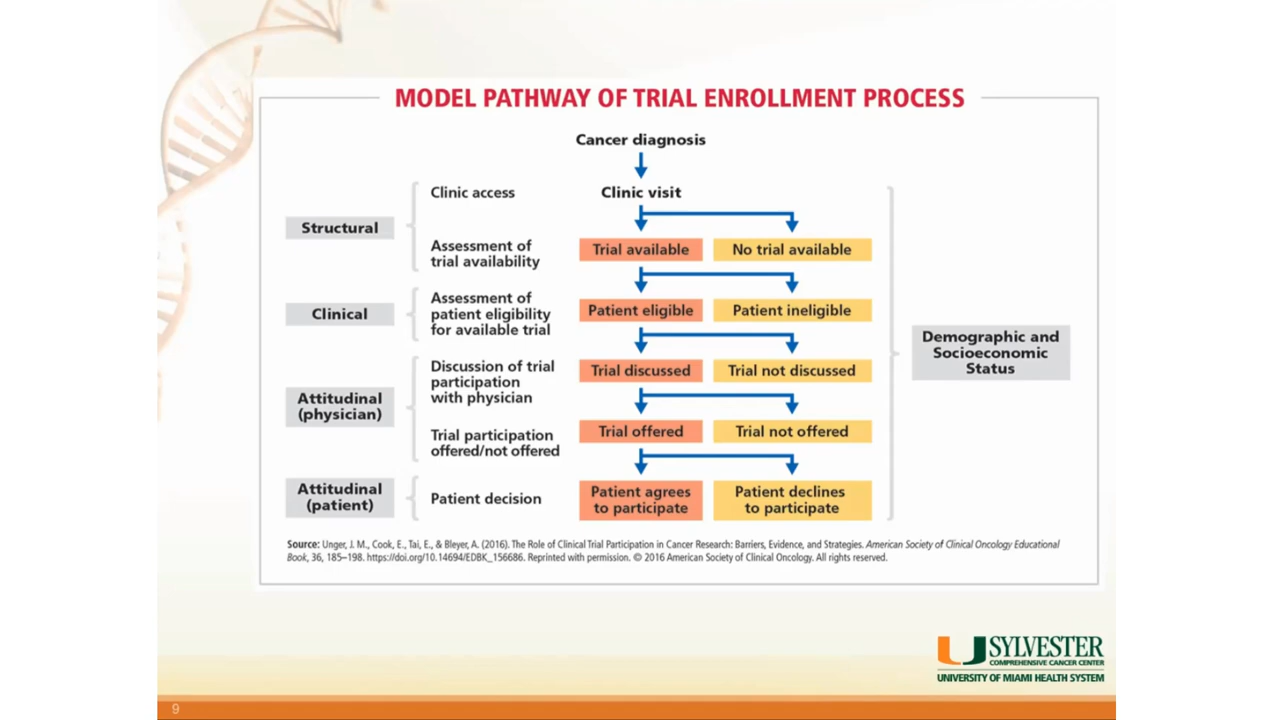 MODEL PATHWAY OF TRIAL ENROLLMENT PROCESS
Cancer diagnosis
Clinic access
Clinic visit
Structural
Assessment of
trial availability
Trial available
No trial available
Clinical
Assessment of
patient eligibility
for available trial
Patient eligible
Patient ineligible
Attitudinal
(physician)
Discussion of trial
participation
with physician
Trial discussed
Trial not discussed
Trial participation
offered/not offered
Trial offered
Trial not offered
Attitudinal
(patient)
Patient decision
Patient agrees
to participate
Patient declines
to participate
Demographic and
Socioeconomic
Status
Source: Unger, J. M., Cook, E., Tai, E., & Bleyer, A. (2016). The Role of Clinical Trial Participation in Cancer Research: Barriers, Evidence, and Strategies. American Society of Clinical Oncology Educational
Book, 36, 185–198. https://doi.org/10.14694/EDBK_156686. Reprinted with permission. © 2016 American Society of Clinical Oncology. All rights reserved.
SYLVESTER
COMPREHENSIVE CANCER CENTER
UNIVERSITY OF MIAMI HEALTH SYSTEM
9